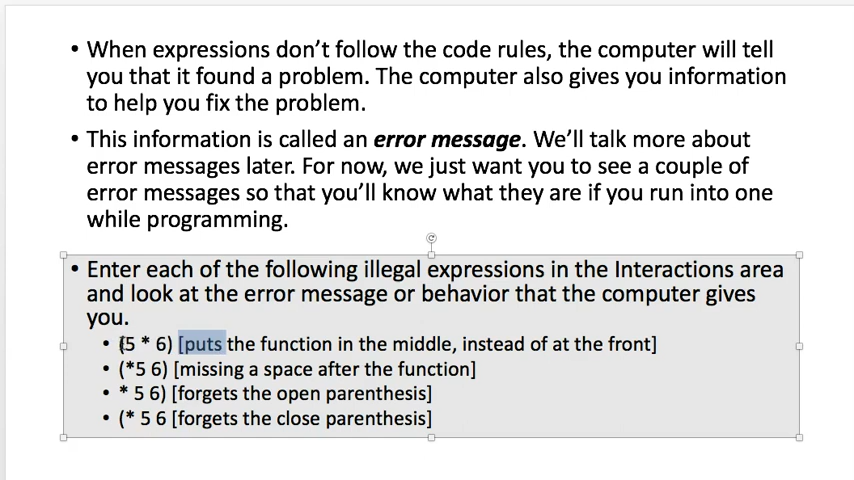 • When expressions don't follow the code rules, the computer will tell
you that it found a problem. The computer also gives you information
to help you fix the problem.
• This information is called an error message. We'll talk more about
error messages later. For now, we just want you to see a couple of
error messages so that you'll know what they are if you run into one
while programming.
• Enter each of the following illegal expressions in the Interactions area
and look at the error message or behavior that the computer gives
you.
• (5 * 6) [puts the function in the middle, instead of at the front]
• (*5 6) [missing a space after the function]
• * 5 6) [forgets the open parenthesis]
• (* 5 6 [forgets the close parenthesis]